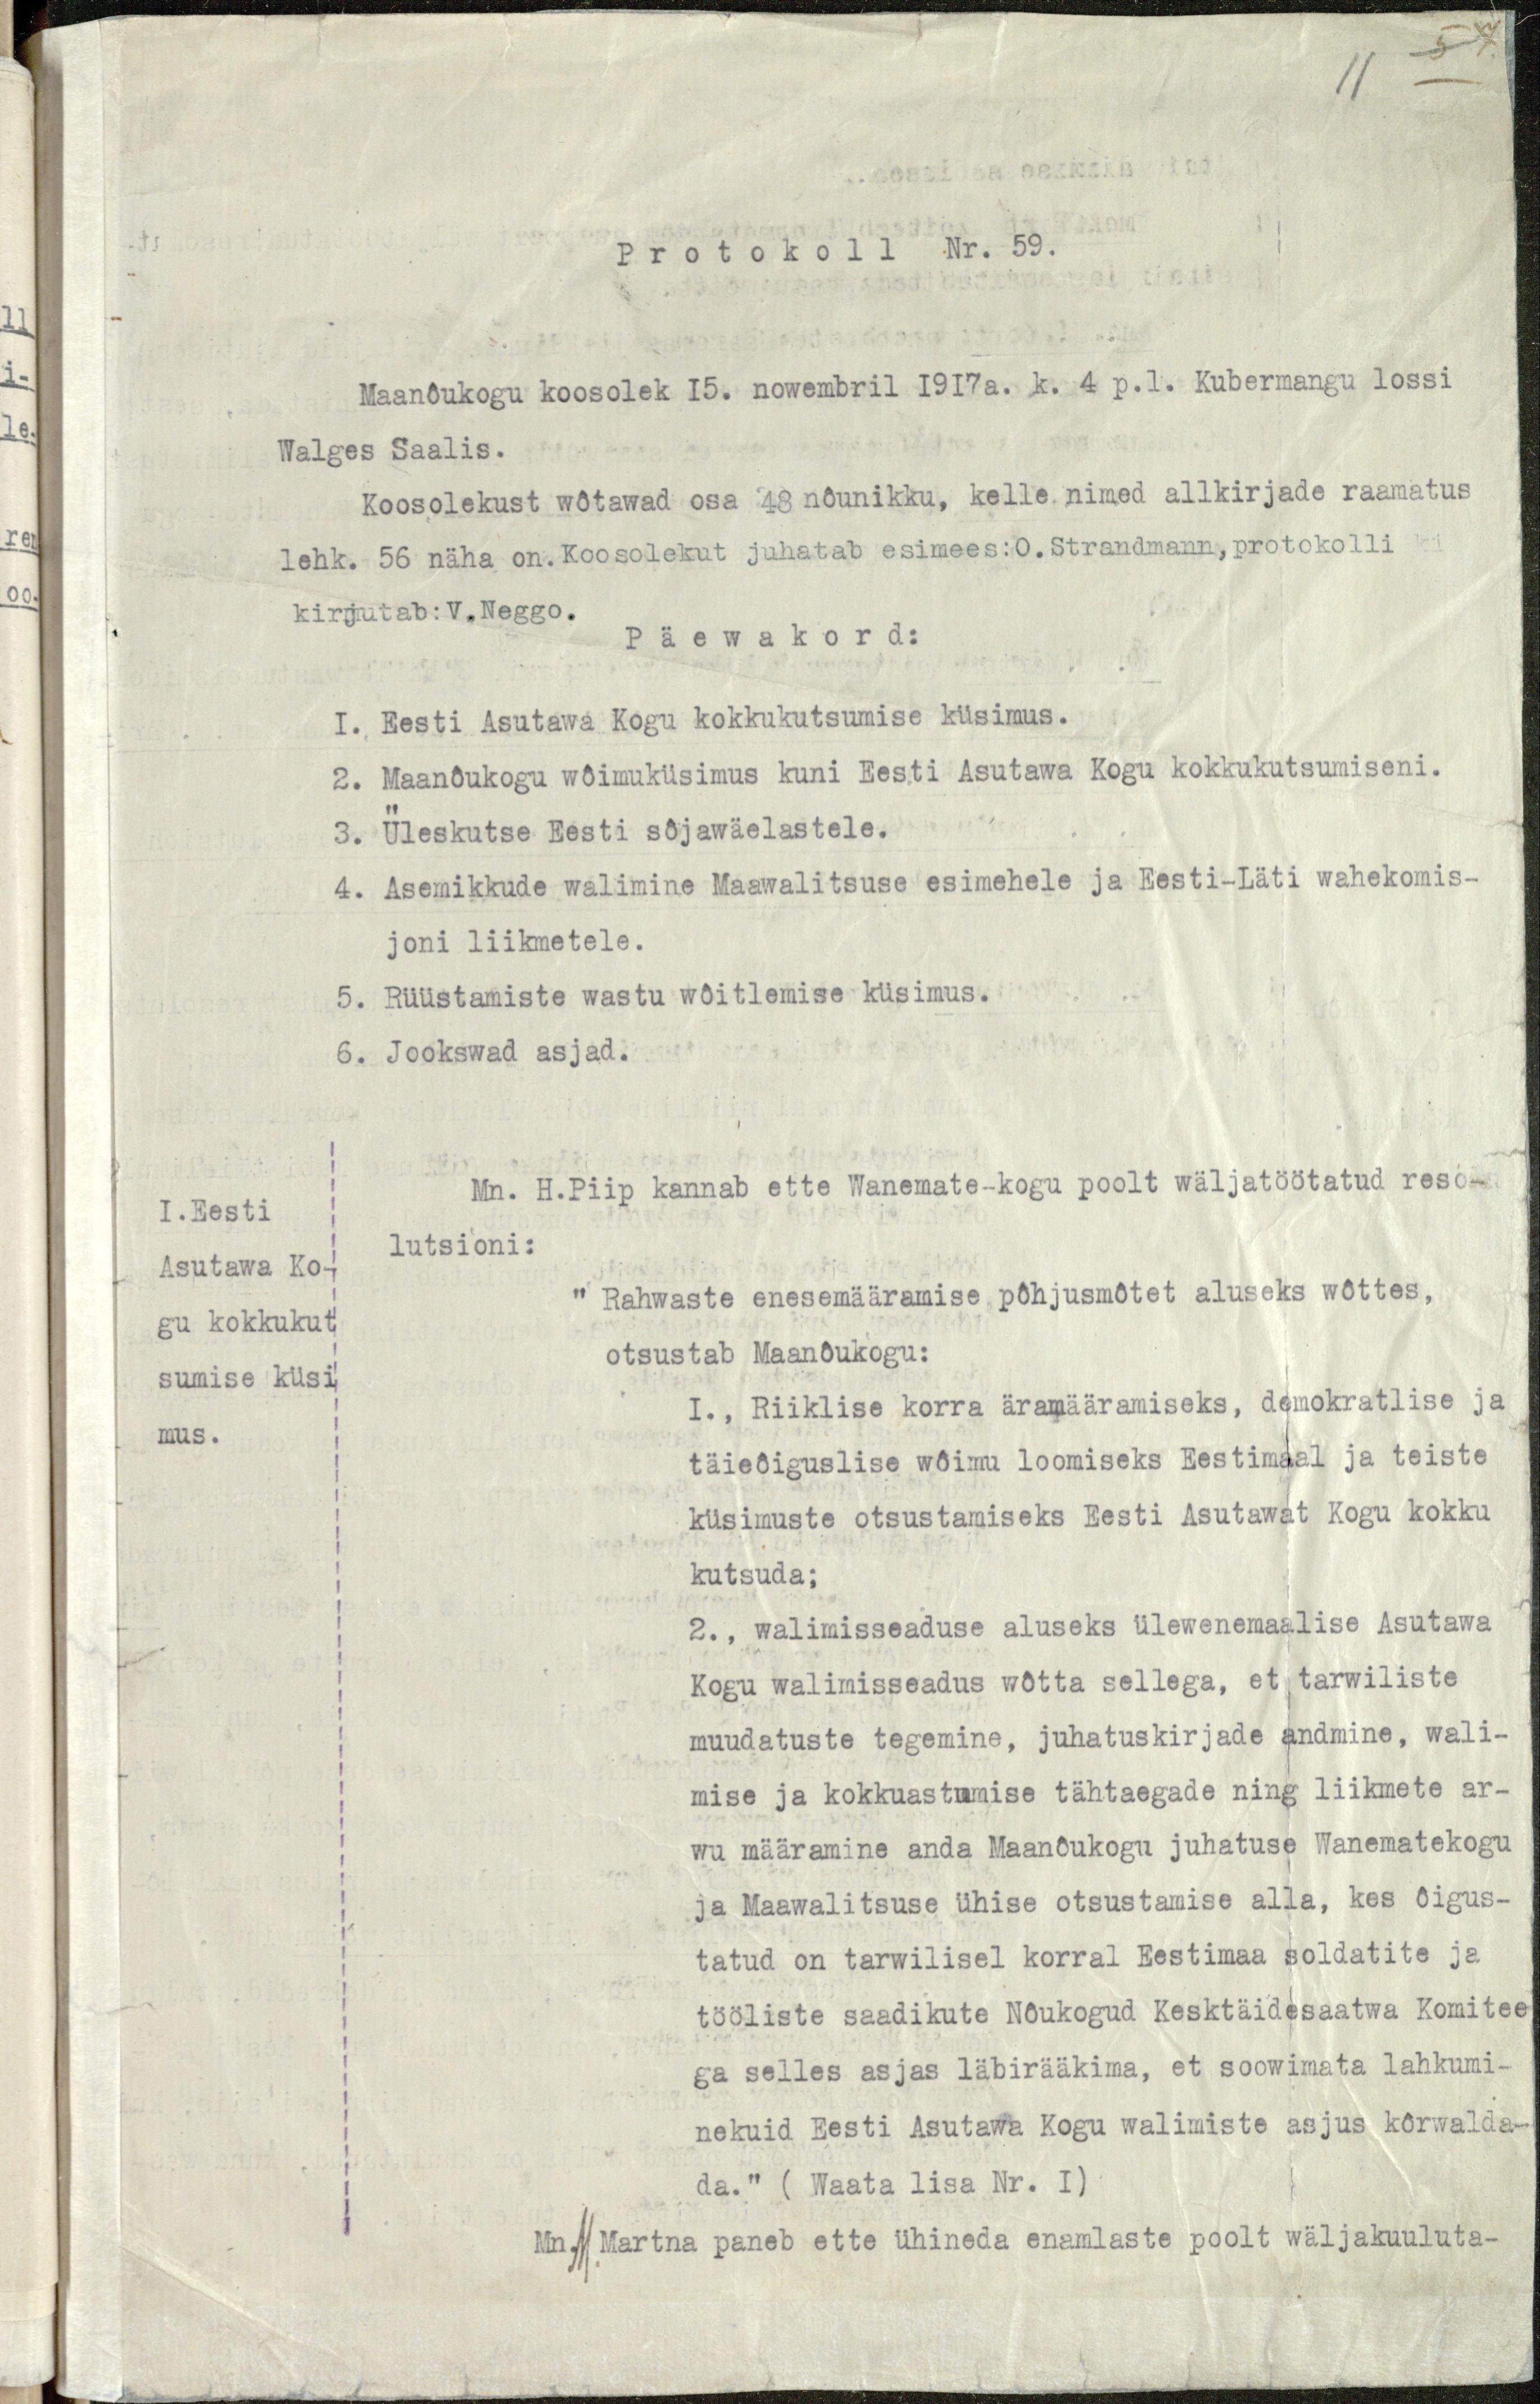 11 5
Protokoll Nr. 59.
Maanõukogu koosolek I5. nowembril I9I7a. k. 4 p.l. Kubermangu lossi
Walges Saalis.
Koosolekust wõtawad osa 48 nõunikku, kelle nimed allkirjade raamatus
lehk. 56 näha on. Koosolekut juhatab esimees: O. Strandmann, protokolli
kirjutab: V. Neggo.
Päewakord:
I. Eesti Asutawa Kogu kokkukutsumise küsimus.
2. Maanõukogu wõimuküsimus kuni Eesti Asutawa Kogu kokkukutsumiseni.
3. Üleskutse Eesti sõjawäelastele.
4. Asemikkude walimine Maawalitsuse esimehele ja Eesti-Läti wahekomis-
joni liikmetele.
5. Rüüstamiste wastu wõitlemise küsimus.
6. Jookswad asjad.
I. Eesti
Asutawa Ko-
gu kokkukut
sumise küsi
mus.
Mn. H.Piip kannab ette Wanemate-kogu poolt wäljatöötatud reso-
lutsioni:
" Rahwaste enesemääramise põhjusmõtet aluseks wõttes,
otsustab Maanõukogu:
I., Riiklise korra äramääramiseks, demokratlise ja
täieõiguslise wõimu loomiseks Eestimaal ja teiste
küsimuste otsustamiseks Eesti Asutawat Kogu kokku
kutsuda;
2., walimisseaduse aluseks ülewenemaalise Asutawa
Kogu walimisseadus wõtta sellega, et tarwiliste
muudatuste tegemine, juhatuskirjade andmine, wali-
mise ja kokkuastumise tähtaegade ning liikmete ar-
wu määramine anda Maanõukogu juhatuse Wanematekogu
ja Maawalitsuse ühise otsustamise alla, kes õigus-
tatud on tarwilisel korral Eestimaa soldatite ja
tööliste saadikute Nõukogud Kesktäidesaatwa Komitee
ga selles asjas läbirääkima, et soowimata lahkumi-
nekuid Eesti Asutawa Kogu walimiste asjus kõrwalda-
da." ( Waata lisa Nr. I)
Mn. M. Martna paneb ette ühineda enamlaste poolt wäljakuuluta-